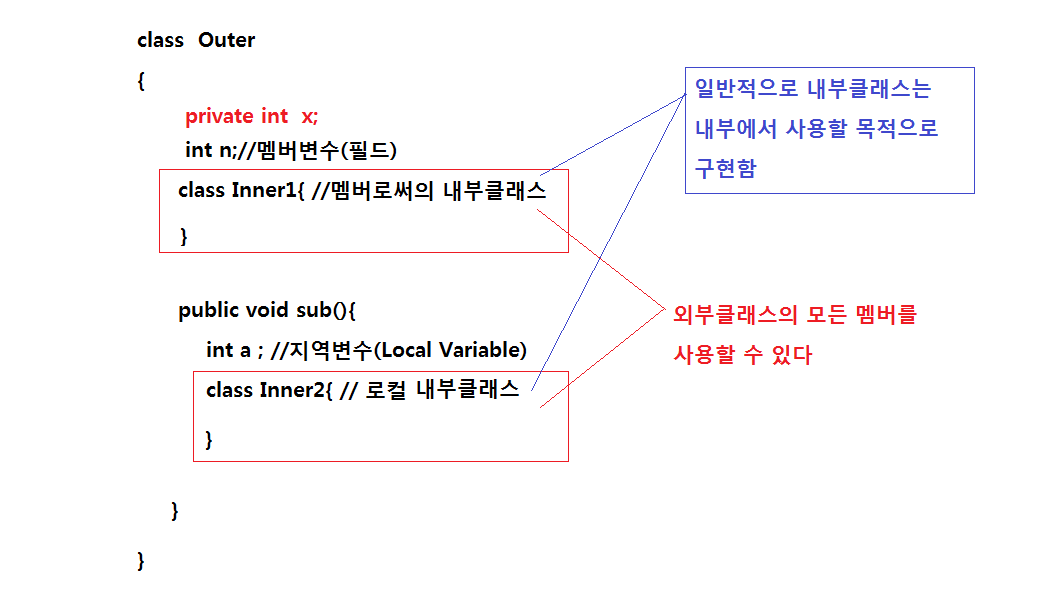 class Outer
{
private int x;
int n;//멤버변수(필드)
class Inner1{ //멤버로써의 내부클래스
}
public void sub(){
int a ; //지역변수(Local Variable)
class Inner2{ // 로컬 내부클래스
}
}
}
일반적으로 내부클래스는
내부에서 사용할 목적으로
구현함
외부클래스의 모든 멤버를
사용할 수 있다